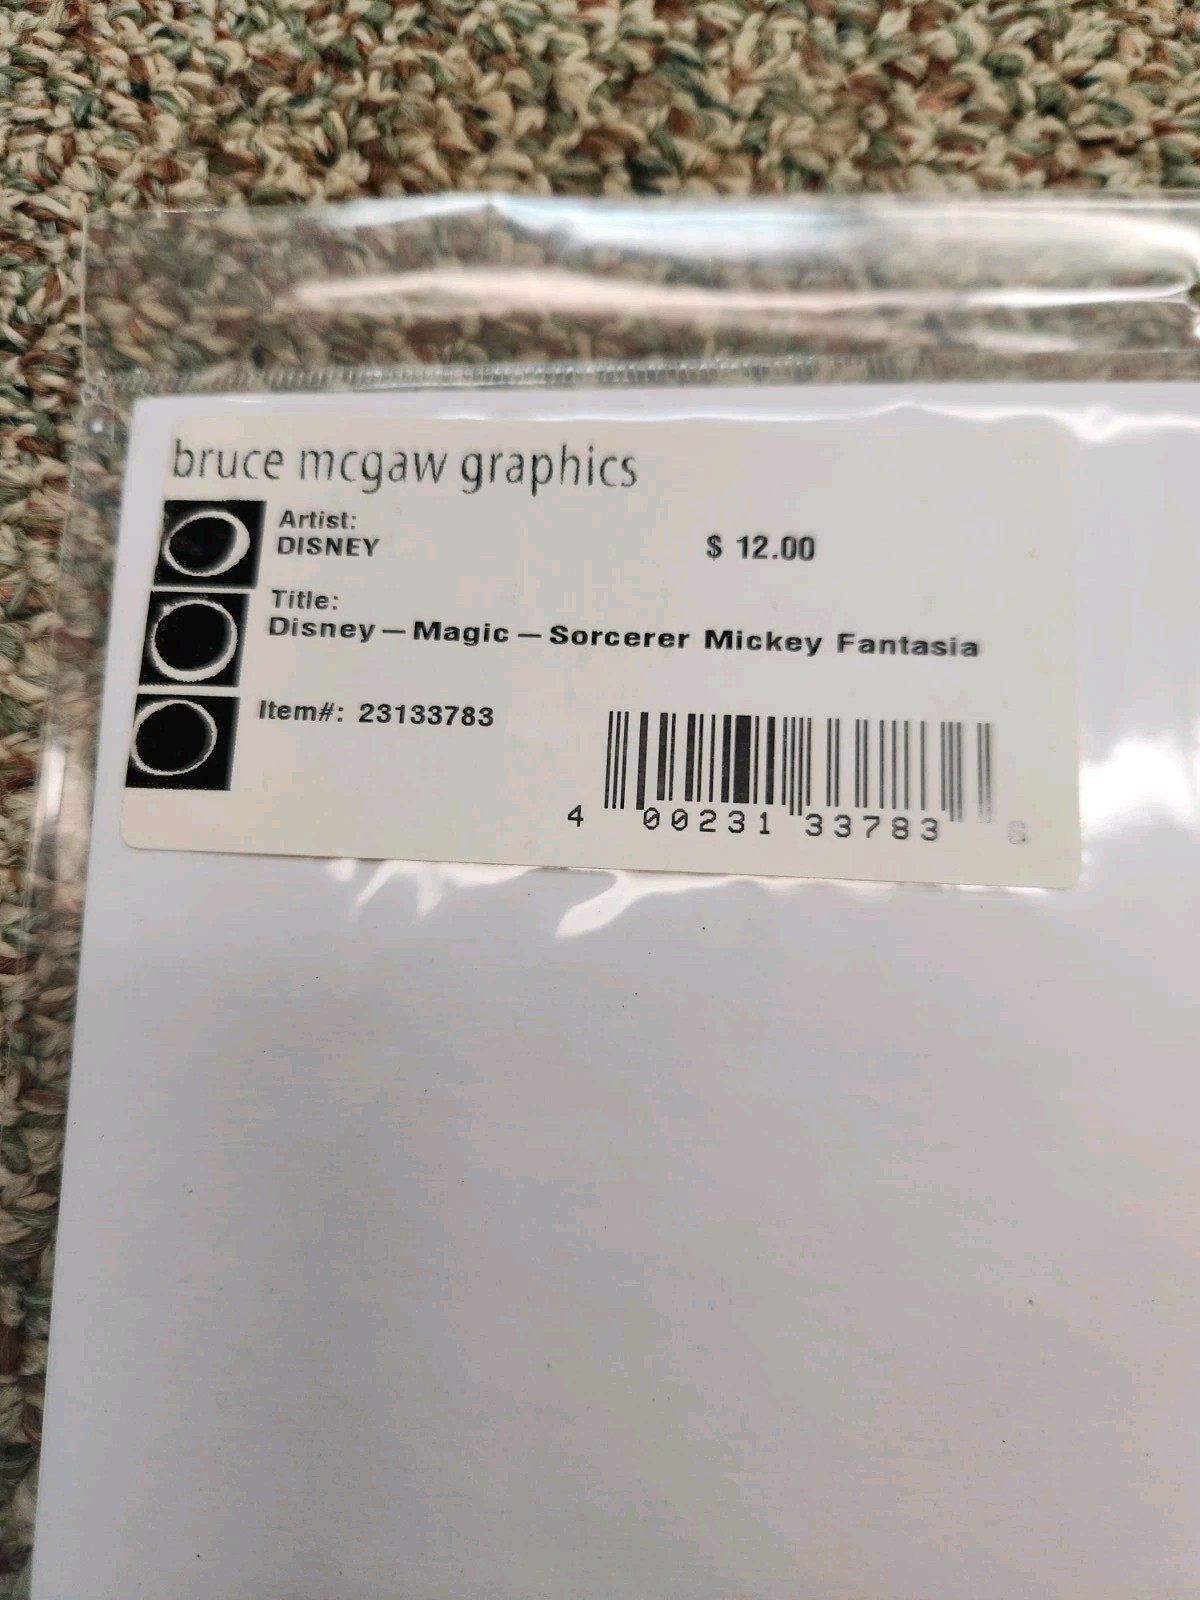 bruce mcgaw graphics
Artist:
DISNEY
$ 12.00
Title:
Disney — Magic — Sorcerer Mickey Fantasia
Item#: 23133783
4 00231 33783 6